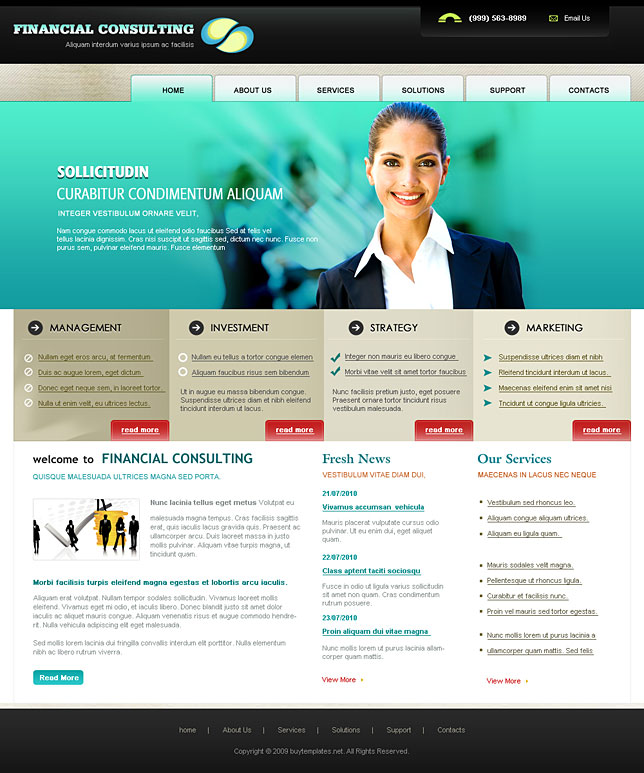 FINANCIAL CONSULTING
Aliquam interdum varius ipsum ac facilisis
(999) 563-8989
Email Us
HOME
ABOUT US
SERVICES
SOLUTIONS
SUPPORT
CONTACTS
SOLLICITUDIN
CURABITUR CONDIMENTUM ALIQUAM
INTEGER VESTIBULUM ORNARE VELIT,
Nam congue commodo lacus ut eleifend odio faucibus Sed at felis vel
tellus lacinia dignissim. Cras nisi suscipit ut sagittis sed, dictum nec nunc. Fusce non
purus sem, pulvinar eleifend mauris. Fusce elementum
MANAGEMENT
Nullam eget eros arcu, at fermentum
Duis ac augue lorem, eget dictum
Donec eget neque sem, in laoreet tortor
Nulla ut enim velit, eu ultrices lectus.
read more
INVESTMENT
Nullam eu tellus a tortor congue elemen
Aliquam faucibus risus sem bibendum
Ut in augue eu massa bibendum congue.
Suspendisse ultrices diam et nibh eleifend
tincidunt interdum ut lacus.
read more
STRATEGY
Integer non mauris eu libero congue
Morbi vitae velit sit amet tortor faucibus
Nunc facilisis pretium justo, eget posuere
Praesent ornare tortor tincidunt risus
vestibulum malesuada.
read more
MARKETING
Suspendisse ultrices diam et nibh
Rleifend tincidunt interdum ut lacus.
Maecenas eleifend enim sit amet nisi
Tncidunt ut congue ligula ultricies.
read more
welcome to FINANCIAL CONSULTING
QUISQUE MALESUADA ULTRICES MAGNA SED PORTA.
Nunc lacinia tellus eget metus Volutpat eu
malesuada magna tempus. Cras facilisis sagittis
erat, quis iaculis lacus gravida quis. Praesent ac
ullamcorper arcu. Duis laoreet massa in justo
mollis pulvinar. Aliquam vitae turpis magna, ut
tincidunt quam.
Morbi facilisis turpis eleifend magna egestas et lobortis arcu iaculis.
Aliquam erat volutpat. Nullam tempor sodales sollicitudin. Vivamus laoreet mollis
eleifend. Vivamus eget mi odio, et iaculis libero. Donec blandit justo sit amet dolor
iaculis ac aliquet mauris congue. Aliquam venenatis risus et augue commodo hendre-
rit. Nulla vehicula adipiscing elit eget malesuada.
Sed mollis lorem lacinia dui fringilla convallis interdum elit porttitor. Nulla elementum
nibh ac libero rutrum viverra.
Read More
Fresh News
VESTIBULUM VITAE DIAM DUI,
21/07/2010
Vivamus accumsan vehicula
Mauris placerat vulputate cursus odio
pulvinar. Ut eu enim dui, eget aliquet
quam.
22/07/2010
Class aptent taciti sociosqu
Fusce in odio ut ligula varius sollicitudin
sit amet non quam. Cras condimentum
rutrum posuere.
23/07/2010
Proin aliquam dui vitae magna
Nunc mollis lorem ut purus lacinia allam-
corper quam mattis.
View More
Our Services
MAECENAS IN LACUS NEC NEQUE
Vestibulum sed rhoncus leo.
Aliquam congue aliquam ultrices.
Aliquam eu ligula quam.
Mauris sodales velit magna.
Pellentesque ut rhoncus ligula.
Curabitur et facilisis nunc.
Proin vel mauris sed tortor egestas.
Nunc mollis lorem ut purus lacinia a
ullamcorper quam mattis. Sed felis
View More
home | About Us | Services | Solutions | Support | Contacts
Copyright © 2009 buytemplates.net. All Rights Reserved.